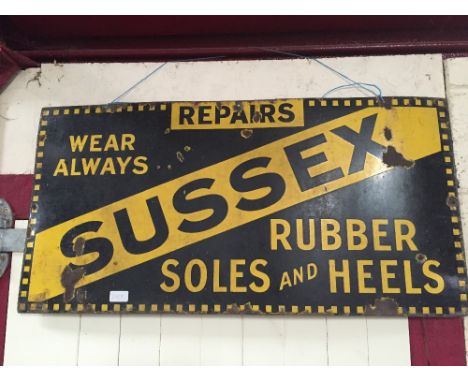 REPAIRS
WEAR
ALWAYS
SUSSEX
RUBBER
SOLES AND HEELS